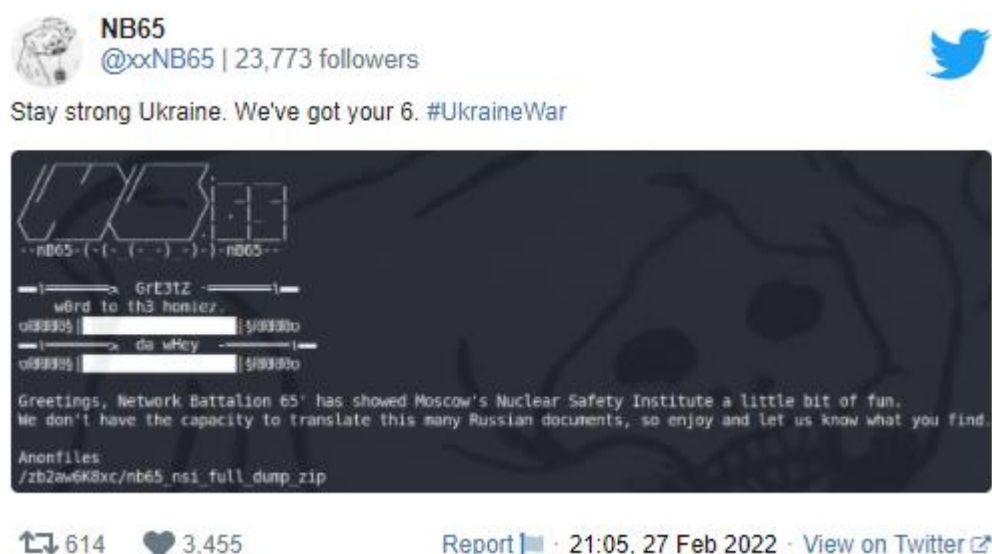 NB65
@xxNB65 | 23,773 followers
Stay strong Ukraine. We've got your 6. #UkraineWar
--nB65-(-(-_(- -)_-)-)-nB65--
GrE3tZ
w0rd to th3 homiez.
da wHey
Greetings, Network Battalion 65' has showed Moscow's Nuclear Safety Institute a little bit of fun.
We don't have the capacity to translate this many Russian documents, so enjoy and let us know what you find.
Anonfiles
/zb2aw6K8xc/nb65_nsi_full_dump_zip
614 3,455 Report · 21:05, 27 Feb 2022 · View on Twitter